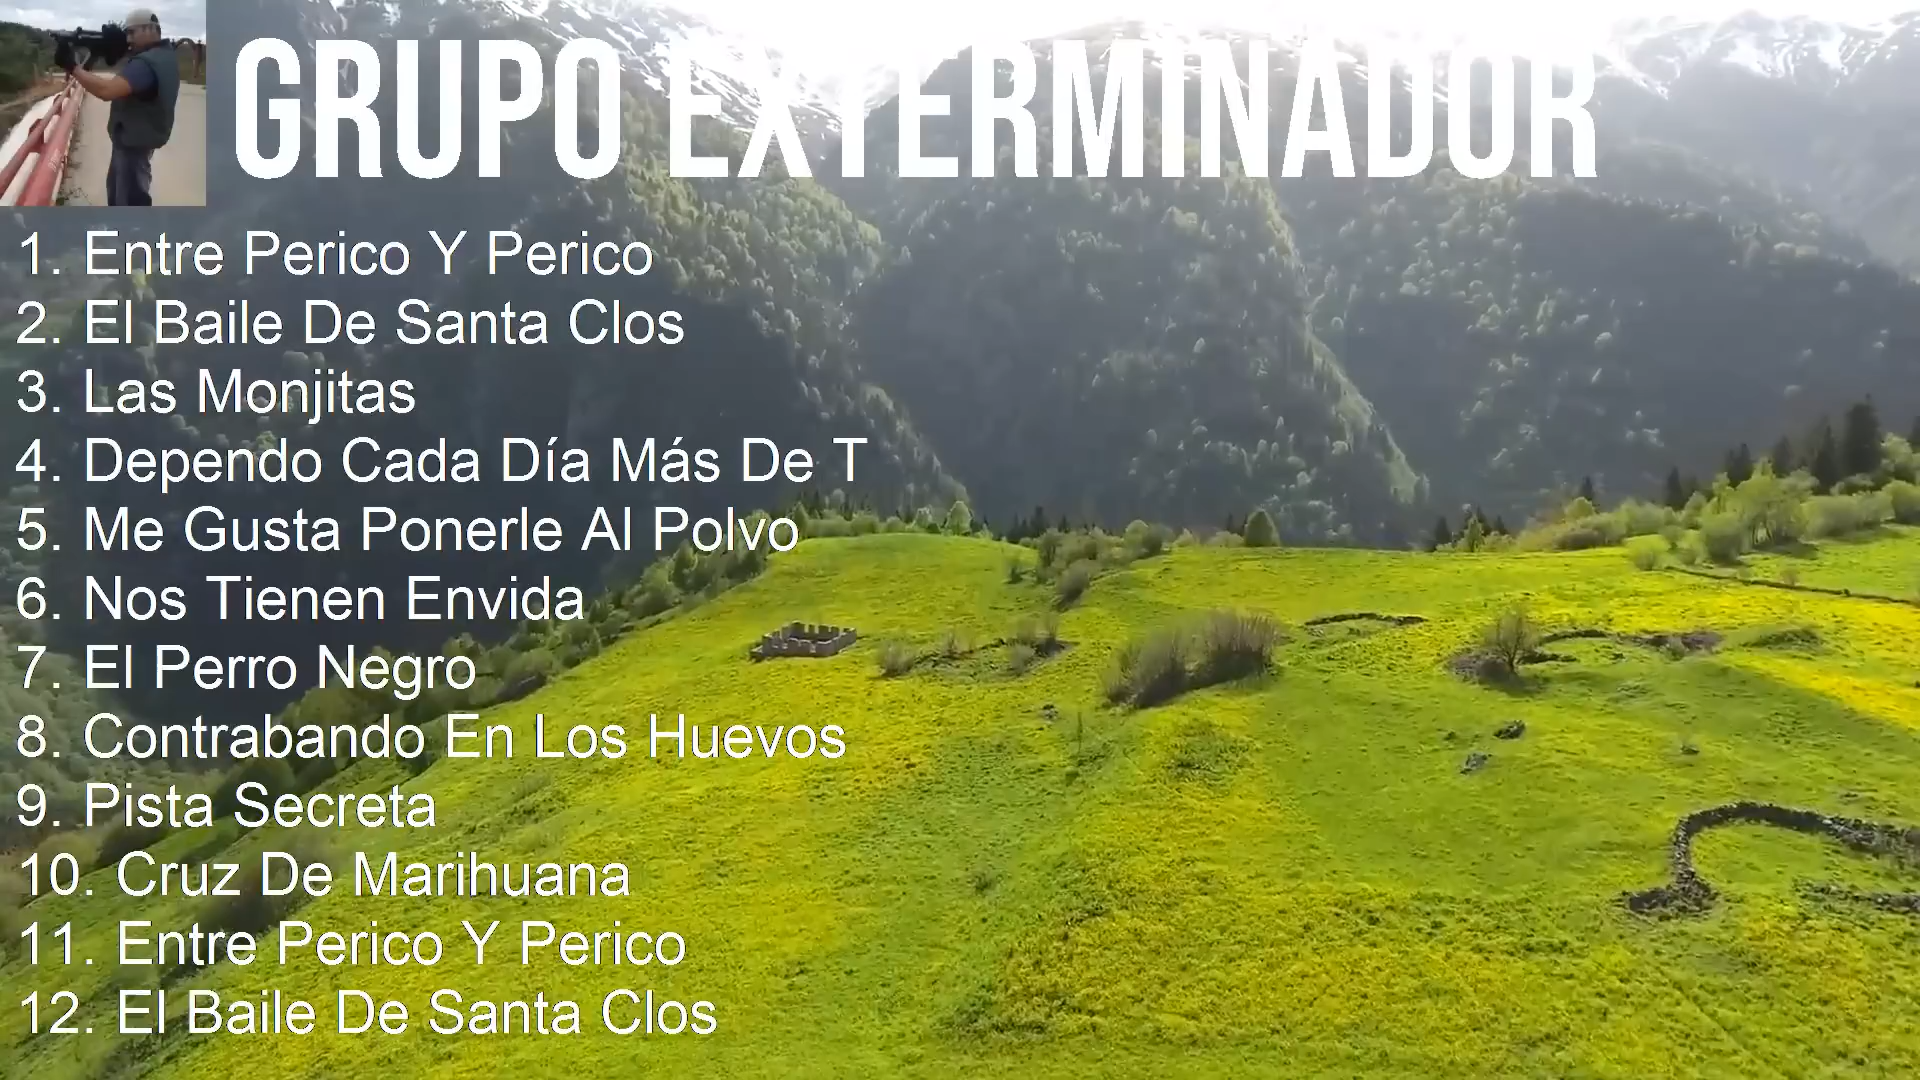 GRUPO EXTERMINADOR
1. Entre Perico Y Perico
2. El Baile De Santa Clos
3. Las Monjitas
4. Dependo Cada Día Más De T
5. Me Gusta Ponerle Al Polvo
6. Nos Tienen Envida
7. El Perro Negro
8. Contrabando En Los Huevos
9. Pista Secreta
10. Cruz De Marihuana
11. Entre Perico Y Perico
12. El Baile De Santa Clos